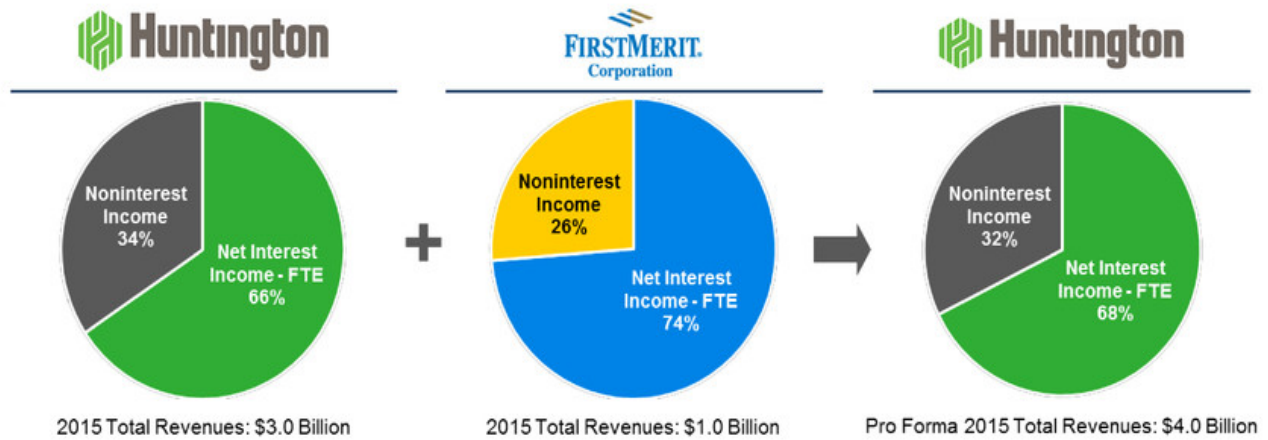 Huntington
FIRSTMERIT.
Corporation
Huntington
Noninterest
Income
34%
Net Interest
Income - FTE
66%
Noninterest
Income
26%
Net Interest
Income - FTE
74%
Noninterest
Income
32%
Net Interest
Income - FTE
68%
2015 Total Revenues: $3.0 Billion
2015 Total Revenues: $1.0 Billion
Pro Forma 2015 Total Revenues: $4.0 Billion